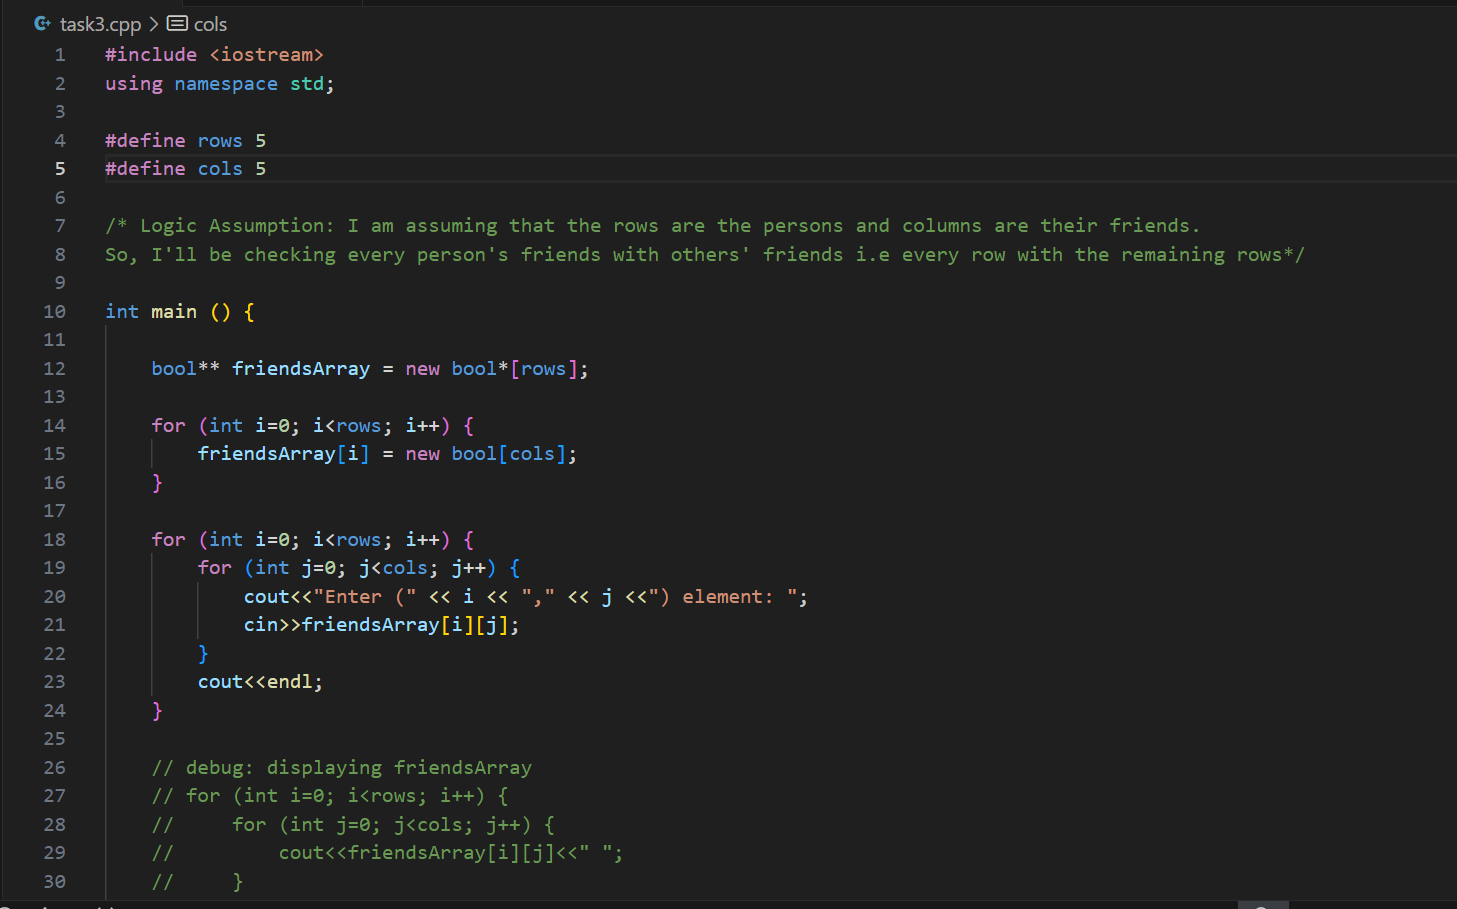 task3.cpp > cols
1 #include <iostream>
2 using namespace std;
3
4 #define rows 5
5 #define cols 5
6
7 /* Logic Assumption: I am assuming that the rows are the persons and columns are their friends.
8 So, I'll be checking every person's friends with others' friends i.e every row with the remaining rows*/
9
10 int main () {
11
12     bool** friendsArray = new bool*[rows];
13
14     for (int i=0; i<rows; i++) {
15         friendsArray[i] = new bool[cols];
16     }
17
18     for (int i=0; i<rows; i++) {
19         for (int j=0; j<cols; j++) {
20             cout<<"Enter (" << i << "," << j <<") element: ";
21             cin>>friendsArray[i][j];
22         }
23         cout<<endl;
24     }
25
26     // debug: displaying friendsArray
27     // for (int i=0; i<rows; i++) {
28     //     for (int j=0; j<cols; j++) {
29     //         cout<<friendsArray[i][j]<<" ";
30     //     }